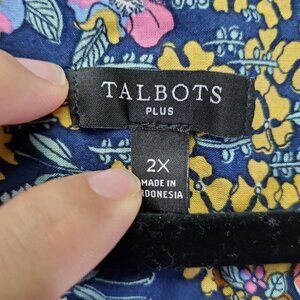 TALBOTS
PLUS
2X
MADE IN
INDONESIA